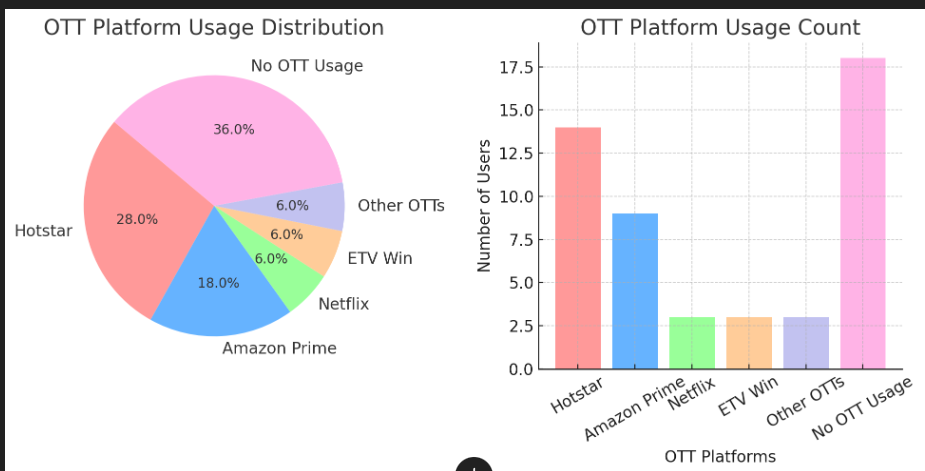 OTT Platform Usage Distribution
No OTT Usage
36.0%
Hotstar
28.0%
6.0%
Other OTTs
6.0%
ETV Win
6.0%
Netflix
18.0%
Amazon Prime
OTT Platform Usage Count
Number of Users
17.5
15.0
12.5
10.0
7.5
5.0
2.5
0.0
Hotstar
Amazon Prime
Netflix
ETV Win
Other OTTs
No OTT Usage
OTT Platforms